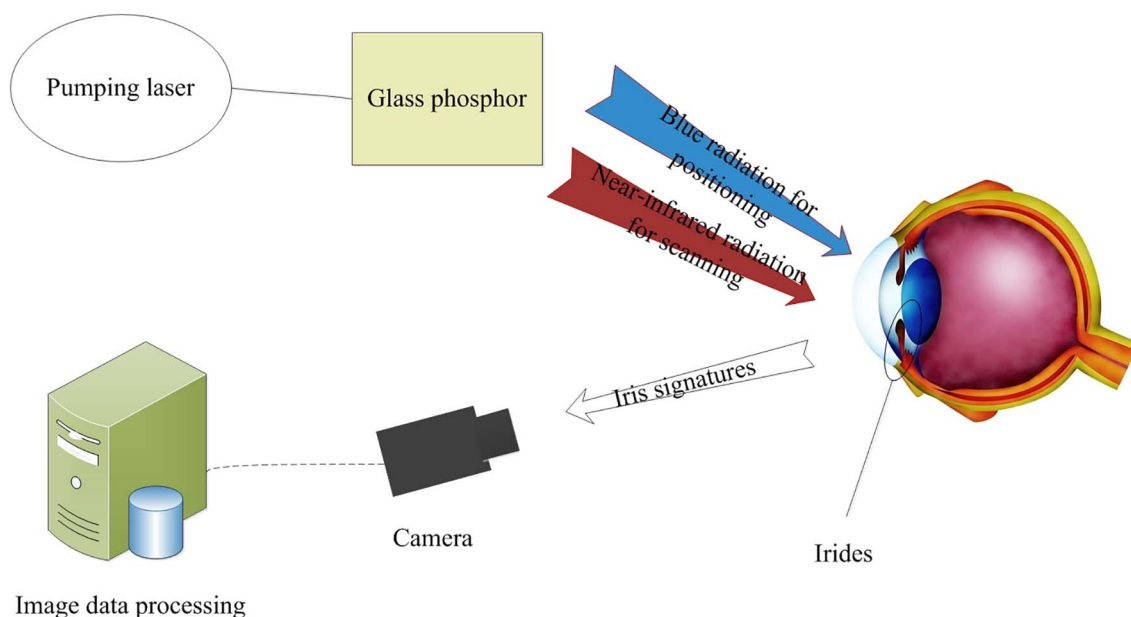 Pumping laser
Glass phosphor
Blue radiation for
positioning
Near-infrared radiation
for scanning
Iris signatures
Camera
Irides
Image data processing